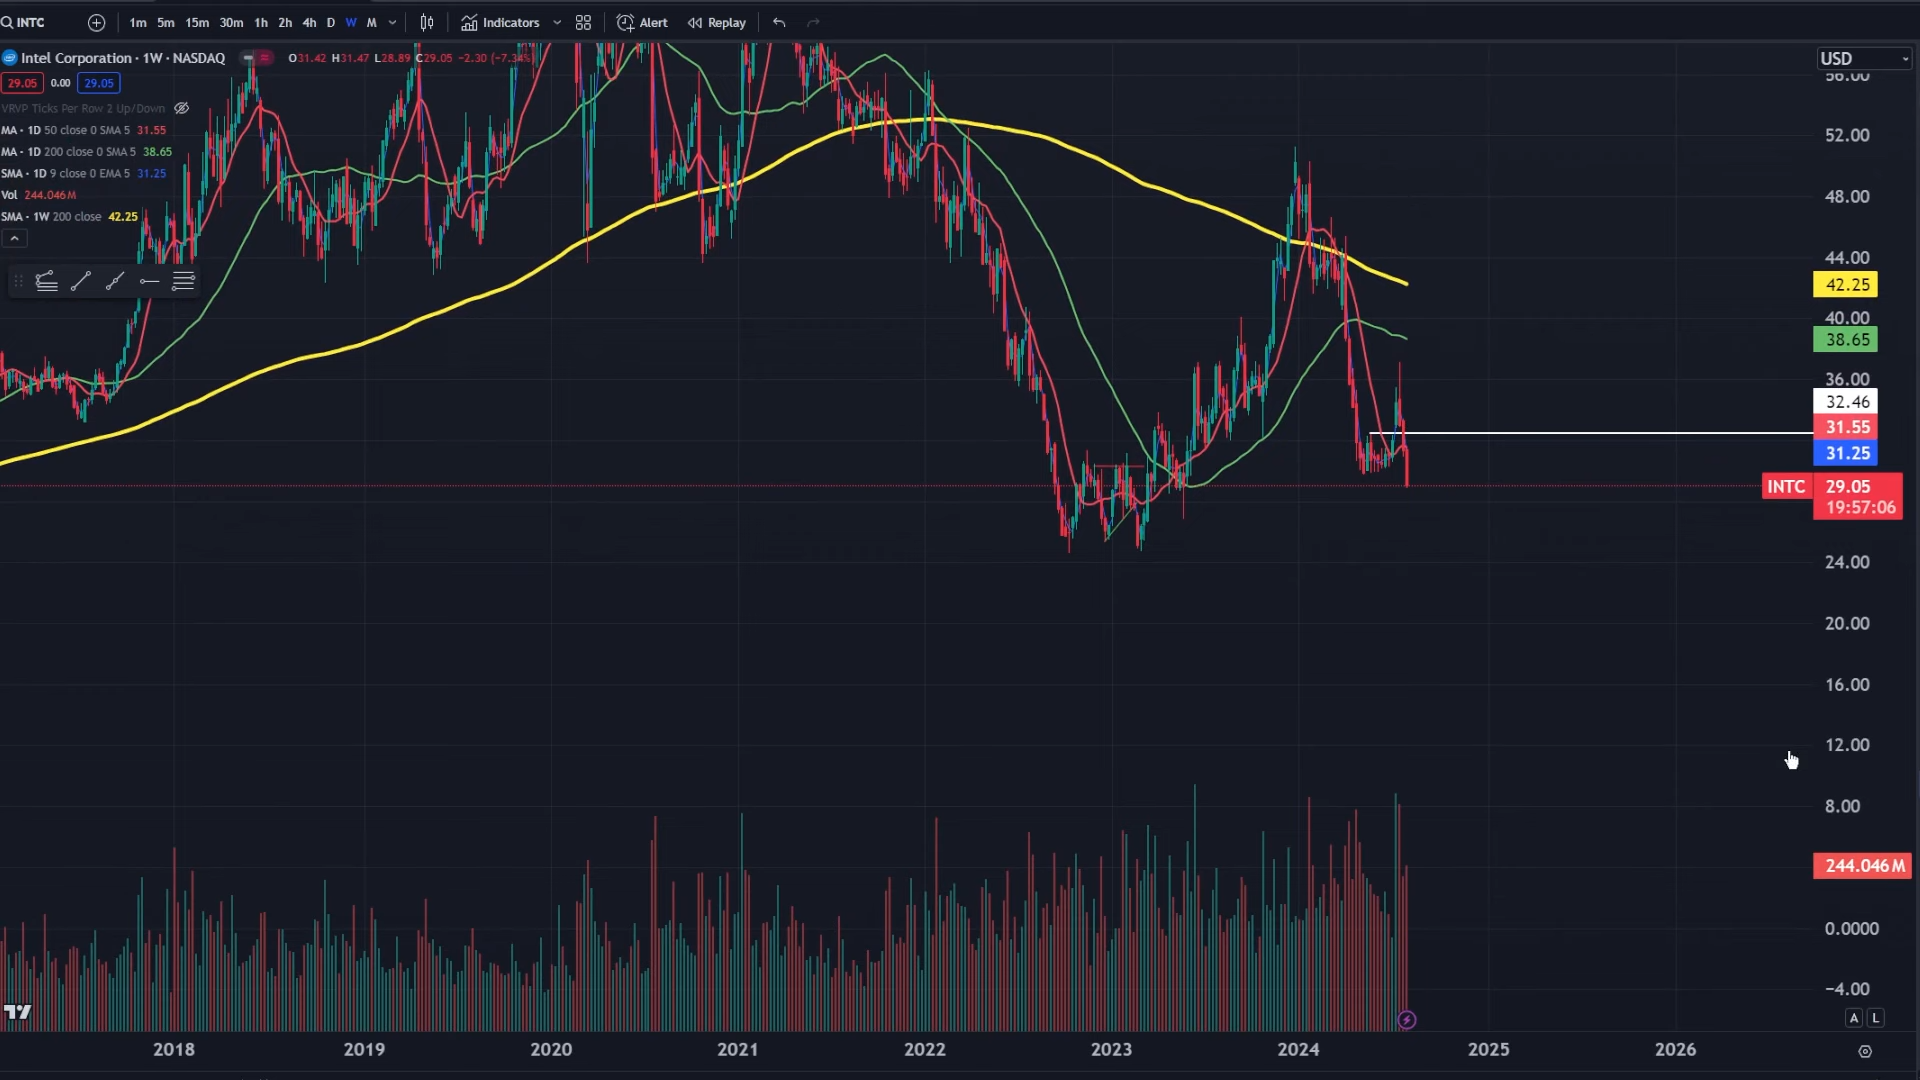 INTC 1m 5m 15m 30m 1h 2h 4h D W M Indicators Alert Replay
Intel Corporation · 1W · NASDAQ O31.42 H31.47 L28.89 C29.05 −2.30 (−7.34%)
USD
29.05 0.00 29.05
VRVP Ticks Per Row 2 Up/Down
MA · 1D 50 close 0 SMA 5 31.55
MA · 1D 200 close 0 SMA 5 38.65
SMA · 1D 9 close 0 EMA 5 31.25
Vol 244.046M
SMA · 1W 200 close 42.25
56.00
52.00
48.00
44.00
42.25
40.00
38.65
36.00
32.46
31.55
31.25
INTC 29.05
19:57:06
24.00
20.00
16.00
12.00
8.00
244.046M
0.0000
−4.00
A L
2018 2019 2020 2021 2022 2023 2024 2025 2026